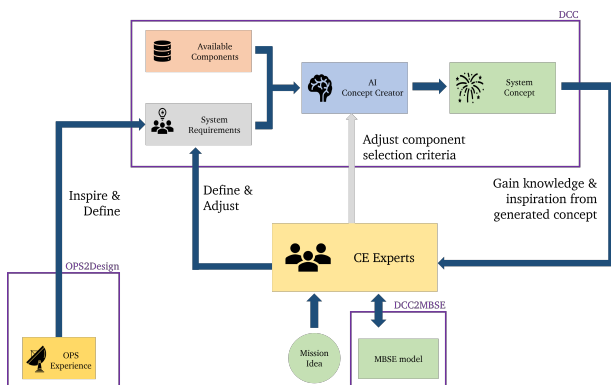 DCC
Available
Components
AI
Concept Creator
System
Concept
System
Requirements
Adjust component
selection criteria
Inspire &
Define
Define &
Adjust
Gain knowledge &
inspiration from
generated concept
CE Experts
OPS2Design
DCC2MBSE
OPS
Experience
Mission
Idea
MBSE model